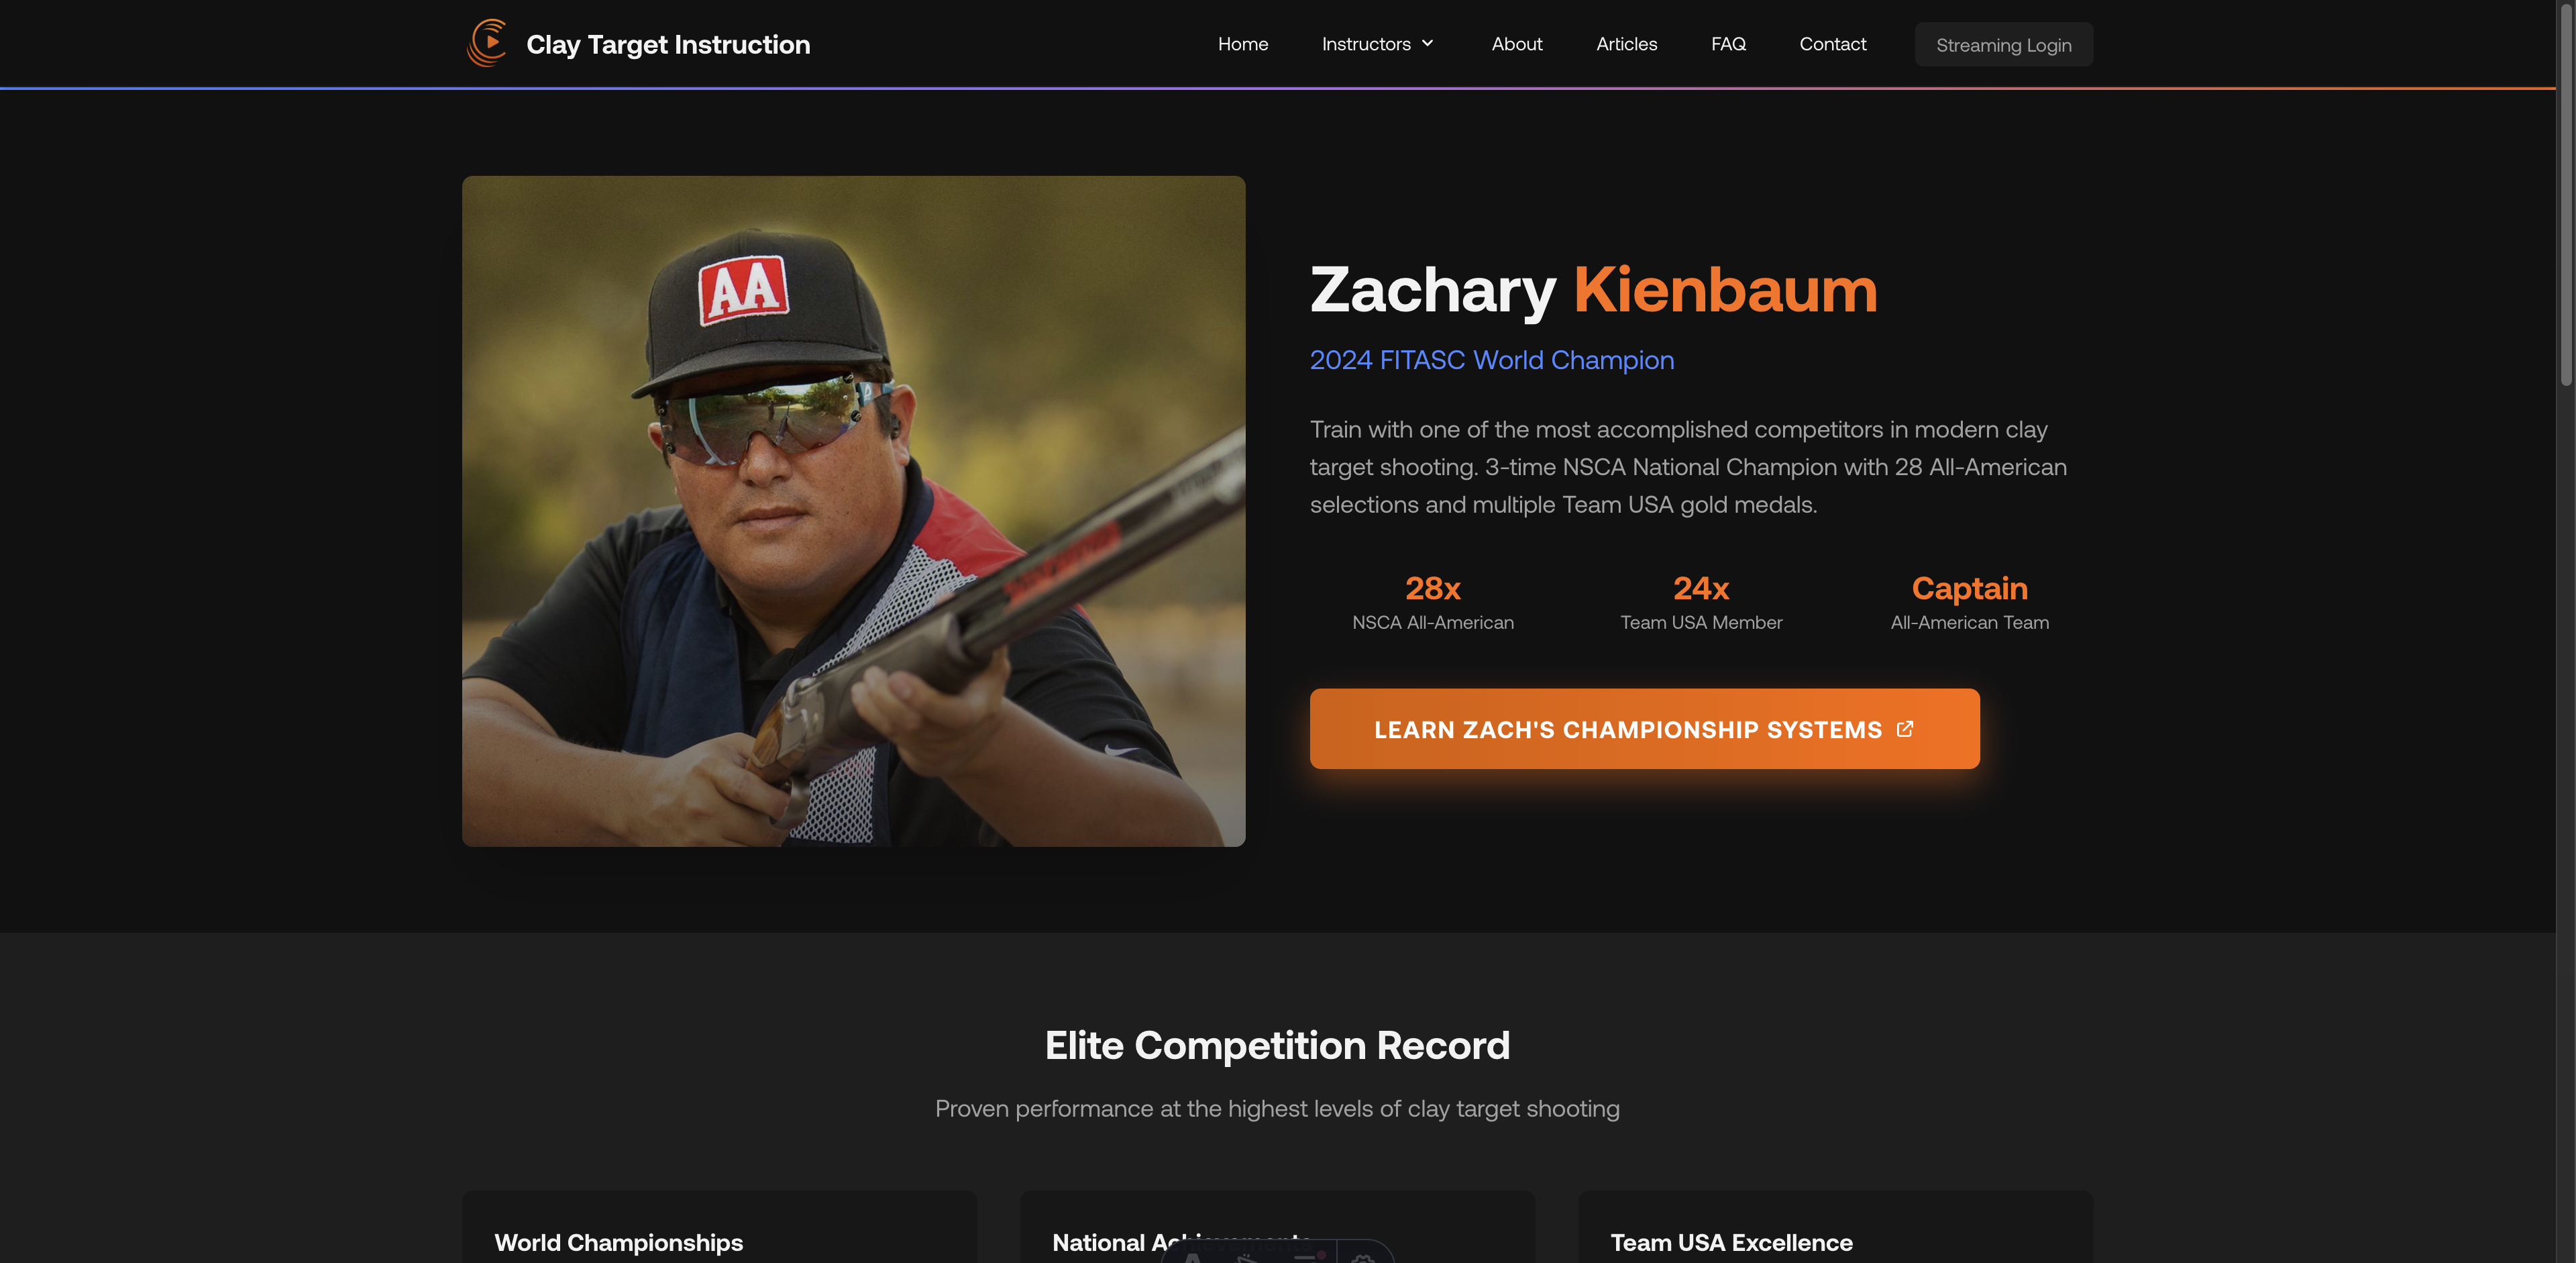 Clay Target Instruction
Home
Instructors
About
Articles
FAQ
Contact
Streaming Login
AA
Zachary Kienbaum
2024 FITASC World Champion
Train with one of the most accomplished competitors in modern clay
target shooting. 3-time NSCA National Champion with 28 All-American
selections and multiple Team USA gold medals.
28x
NSCA All-American
24x
Team USA Member
Captain
All-American Team
LEARN ZACH'S CHAMPIONSHIP SYSTEMS
Elite Competition Record
Proven performance at the highest levels of clay target shooting
World Championships
National Achievements
Team USA Excellence